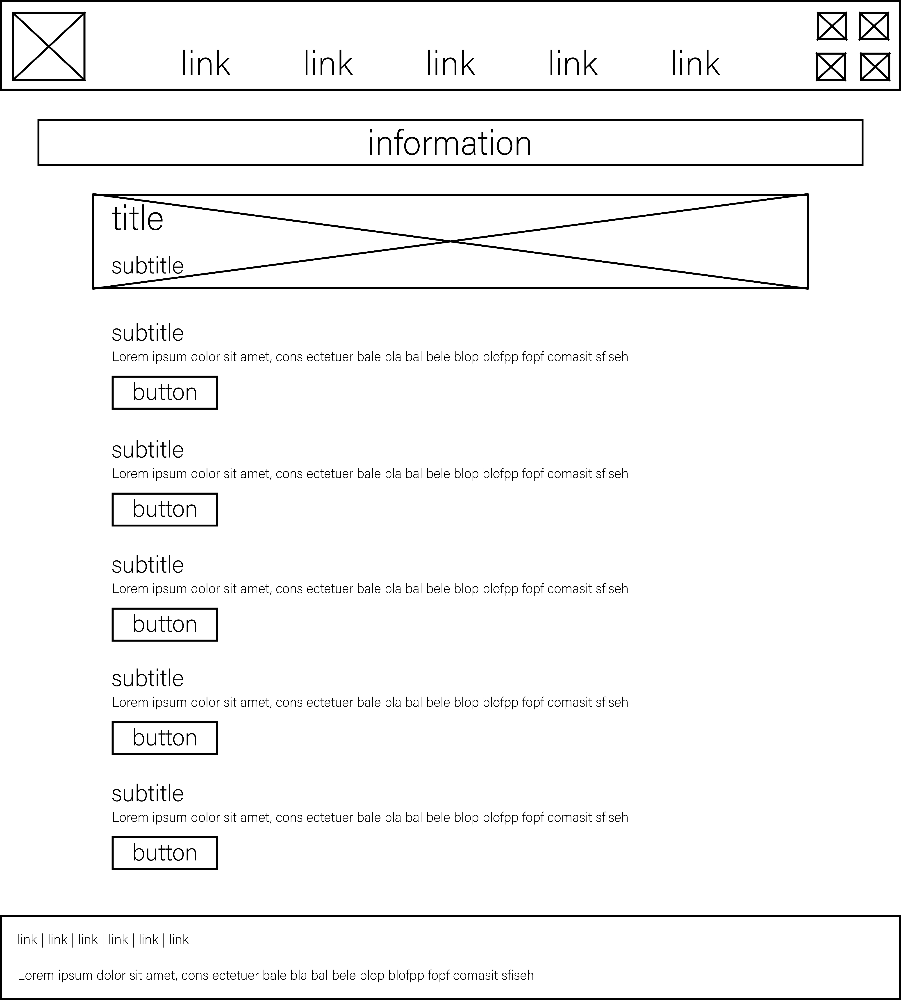 link link link link link
information
title
subtitle
subtitle
Lorem ipsum dolor sit amet, cons ectetuer bale bla bal bele blop blofpp fopf comasit sfiseh
button
subtitle
Lorem ipsum dolor sit amet, cons ectetuer bale bla bal bele blop blofpp fopf comasit sfiseh
button
subtitle
Lorem ipsum dolor sit amet, cons ectetuer bale bla bal bele blop blofpp fopf comasit sfiseh
button
subtitle
Lorem ipsum dolor sit amet, cons ectetuer bale bla bal bele blop blofpp fopf comasit sfiseh
button
subtitle
Lorem ipsum dolor sit amet, cons ectetuer bale bla bal bele blop blofpp fopf comasit sfiseh
button
link | link | link | link | link | link
Lorem ipsum dolor sit amet, cons ectetuer bale bla bal bele blop blofpp fopf comasit sfiseh